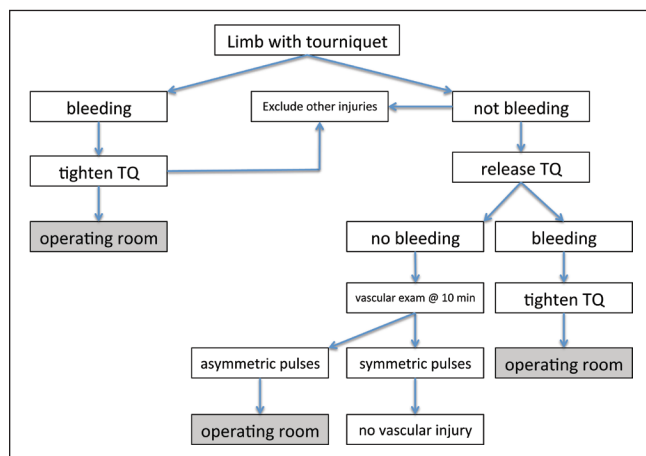 Limb with tourniquet
bleeding
Exclude other injuries
not bleeding
tighten TQ
release TQ
operating room
no bleeding
bleeding
vascular exam @ 10 min
tighten TQ
asymmetric pulses
symmetric pulses
operating room
operating room
no vascular injury